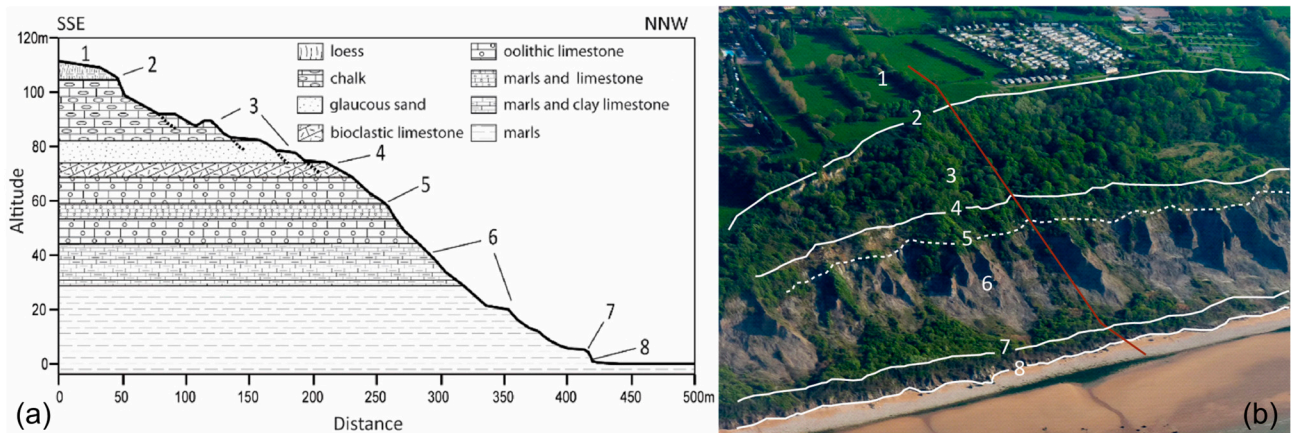 SSE
NNW
120m
100
80
60
40
20
0
Altitude
1
2
3
4
5
6
7
8
loess
chalk
glaucous sand
bioclastic limestone
oolithic limestone
marls and limestone
marls and clay limestone
marls
0
50
100
150
200
250
300
350
400
450
500m
Distance
(a)
1
2
3
4
5
6
7
8
(b)